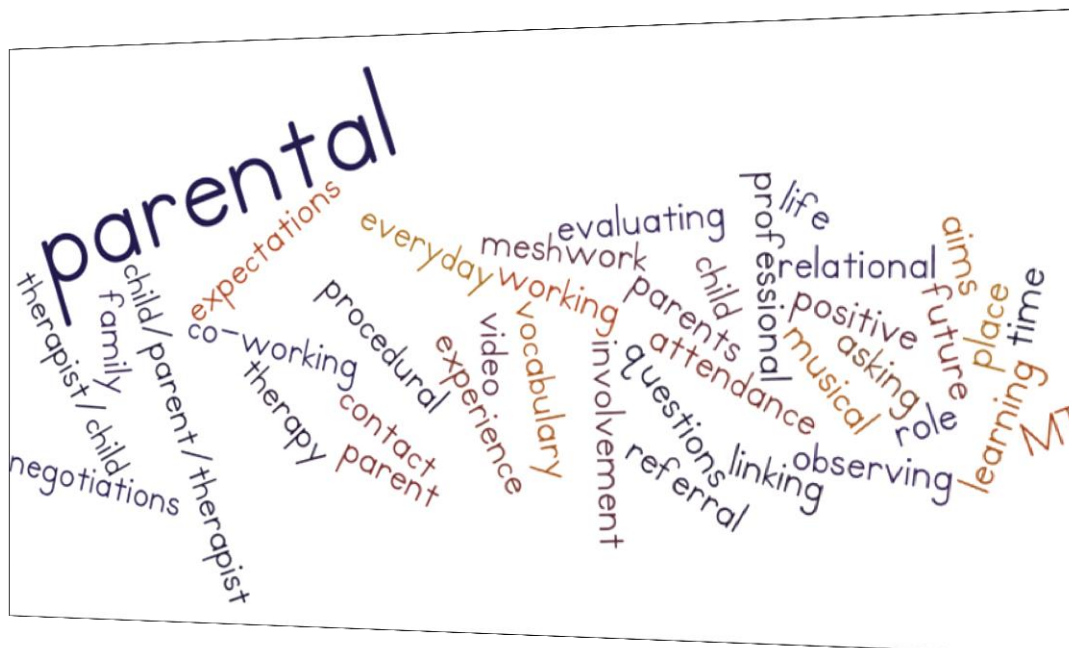 parental
expectations
therapist/child
family
child/parent/therapist
negotiations
co-working
therapy
contact
parent
procedural
everyday
experience
video
vocabulary
meshwork
working
evaluating
involvement
parents
child
attendance
questions
referral
professional
life
relational
positive
musical
asking
linking
observing
role
future
aims
place
time
learning